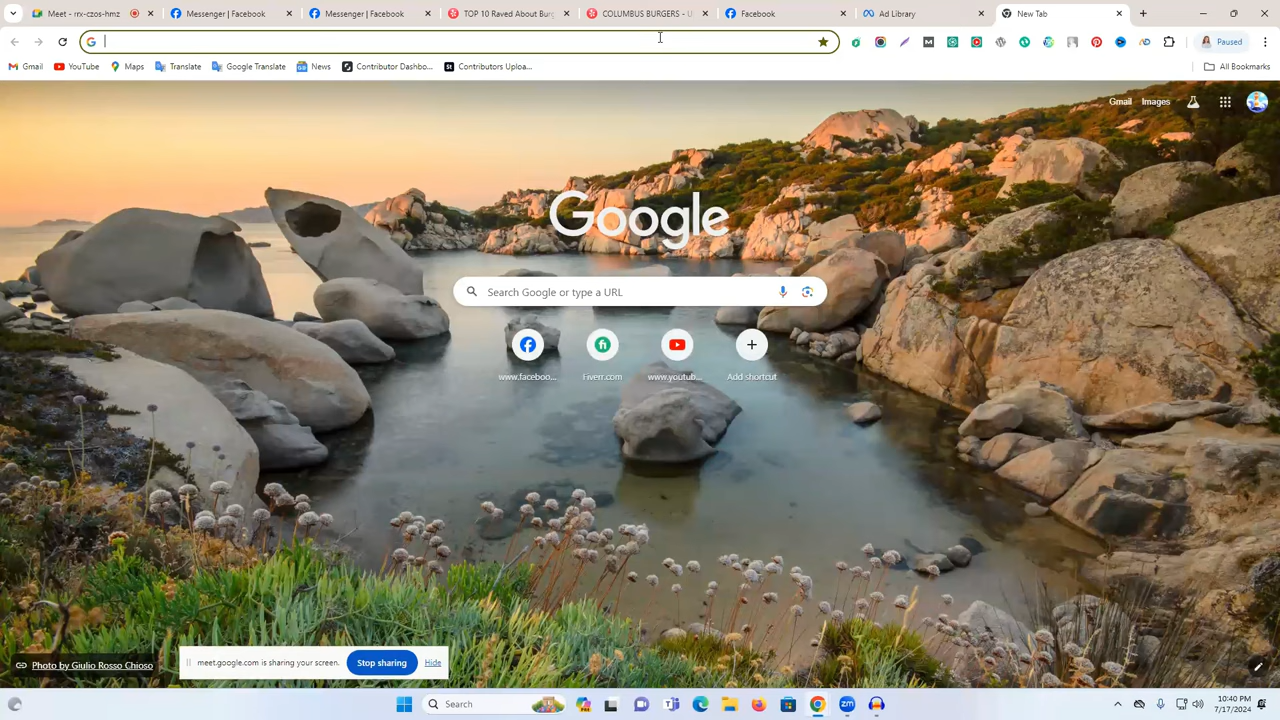 Meet - rrx-czos-hmz
Messenger | Facebook
Messenger | Facebook
TOP 10 Raved About Burg
COLUMBUS BURGERS - U
Facebook
Ad Library
New Tab
Paused
Gmail
YouTube
Maps
Translate
Google Translate
News
Contributor Dashbo...
Contributors Uploa...
All Bookmarks
Gmail
Images
Google
Search Google or type a URL
www.faceboo...
Fiverr.com
www.youtub...
Add shortcut
Photo by Giulio Rosso Chioso
meet.google.com is sharing your screen.
Stop sharing
Hide
Search
10:40 PM
7/17/2024